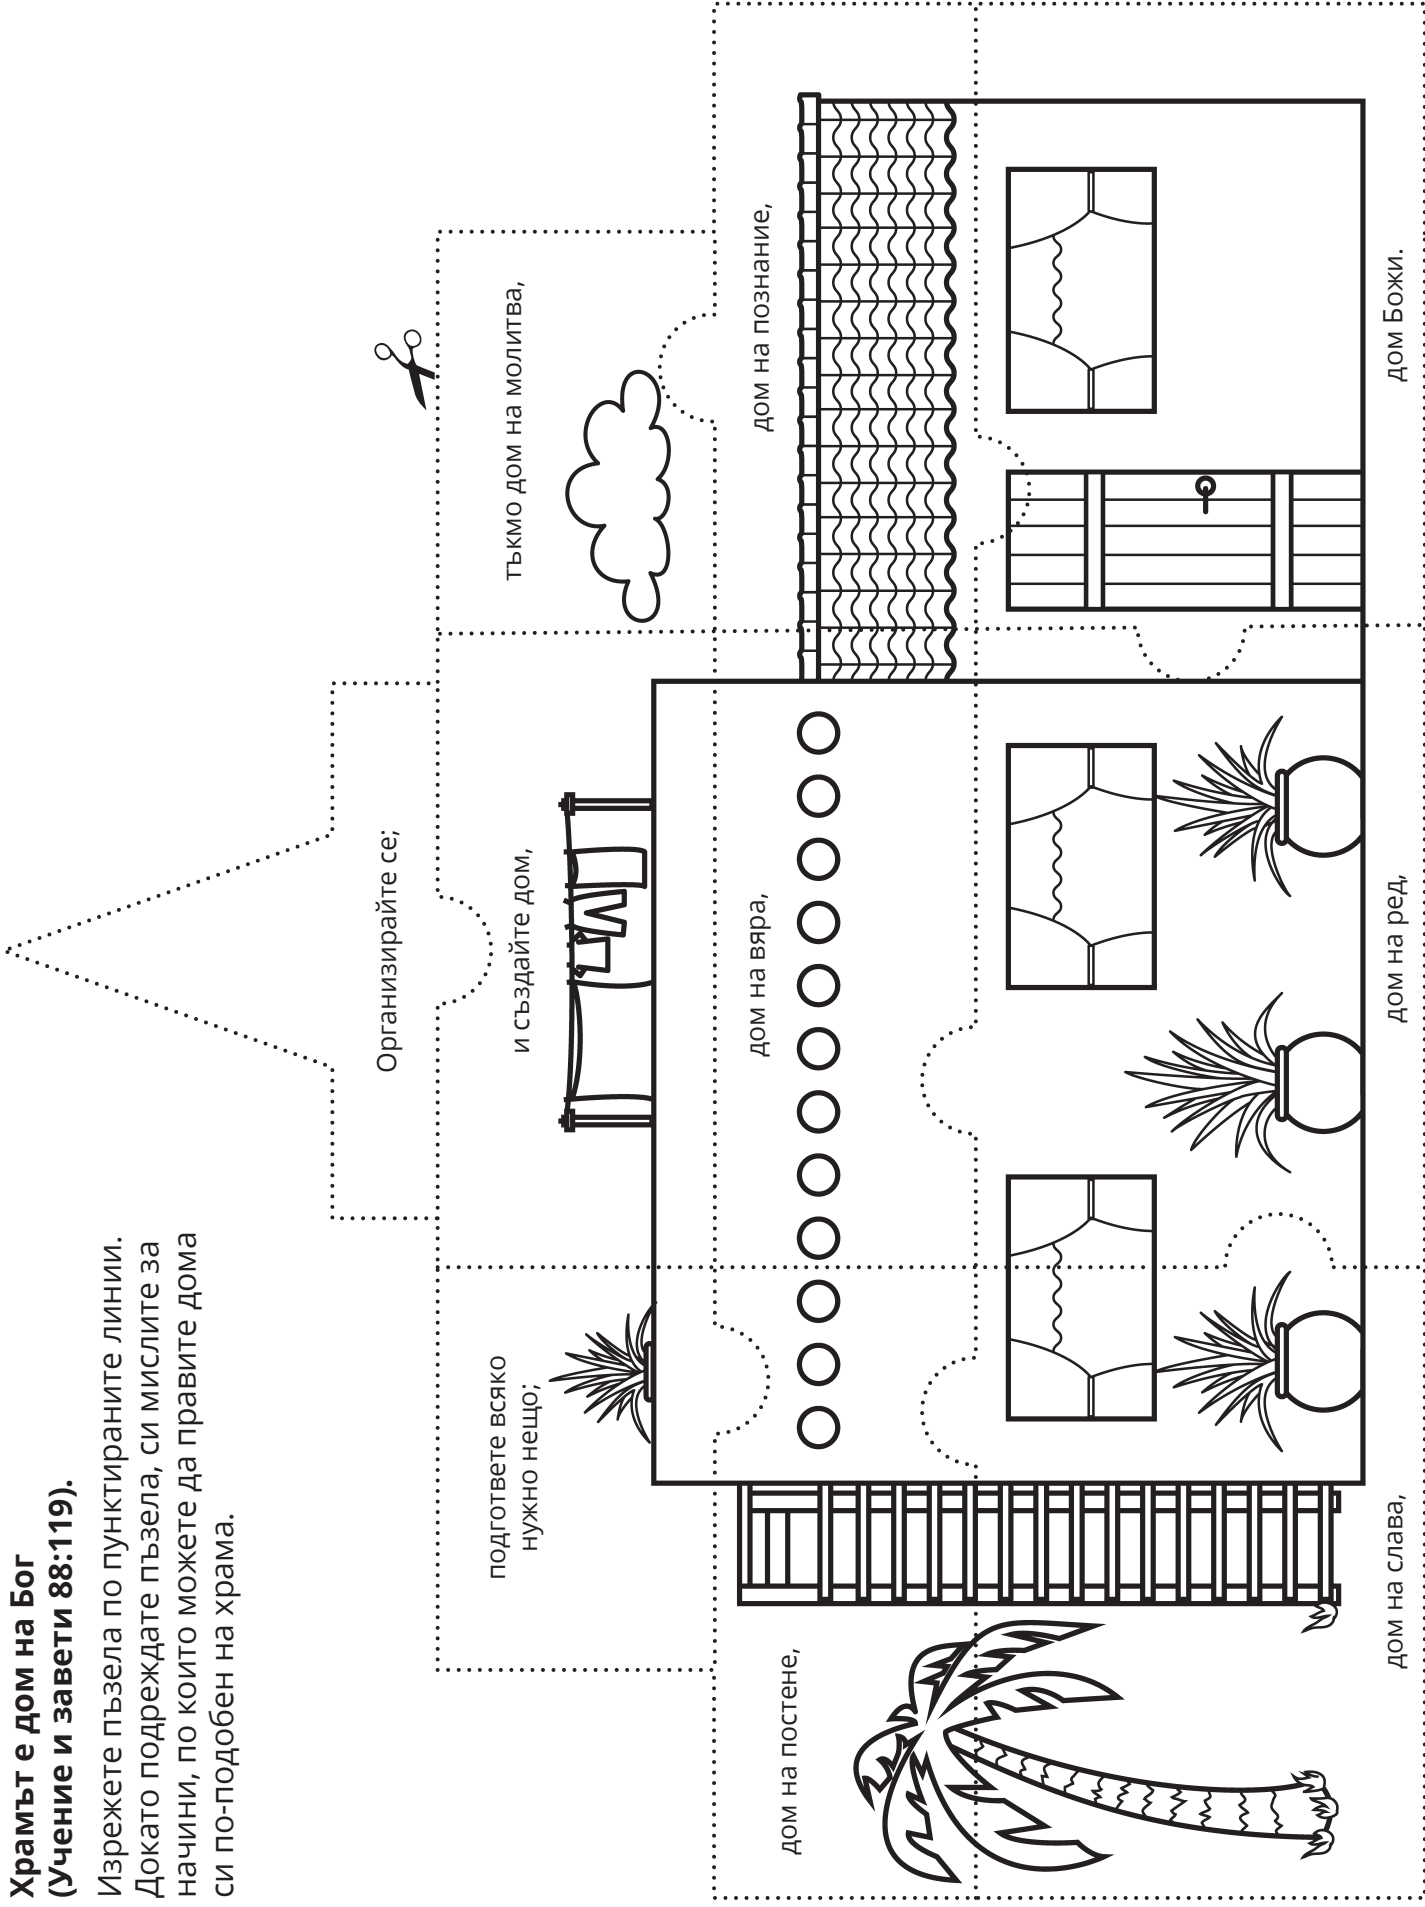 Храмът е дом на Бог
(Учение и завети 88:119).
Изрежете пъзела по пунктираните линии.
Докато подреждате пъзела, си мислите за
начини, по които можете да правите дома
си по-подобен на храма.
Организирайте се;
подгответе всяко
нужно нещо;
и създайте дом,
тъкмо дом на молитва,
дом на постене,
дом на вяра,
дом на познание,
дом на слава,
дом на ред,
дом Божи.